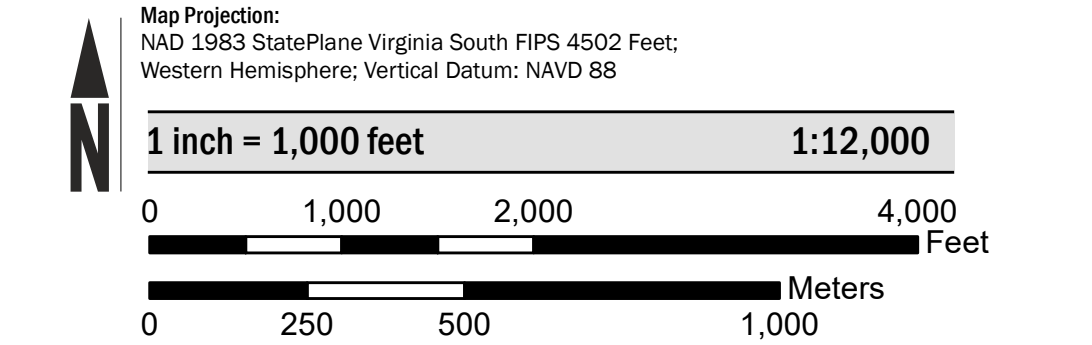 Map Projection:
NAD 1983 StatePlane Virginia South FIPS 4502 Feet;
Western Hemisphere; Vertical Datum: NAVD 88
N
1 inch = 1,000 feet 1:12,000
0 1,000 2,000 4,000
Feet
Meters
0 250 500 1,000